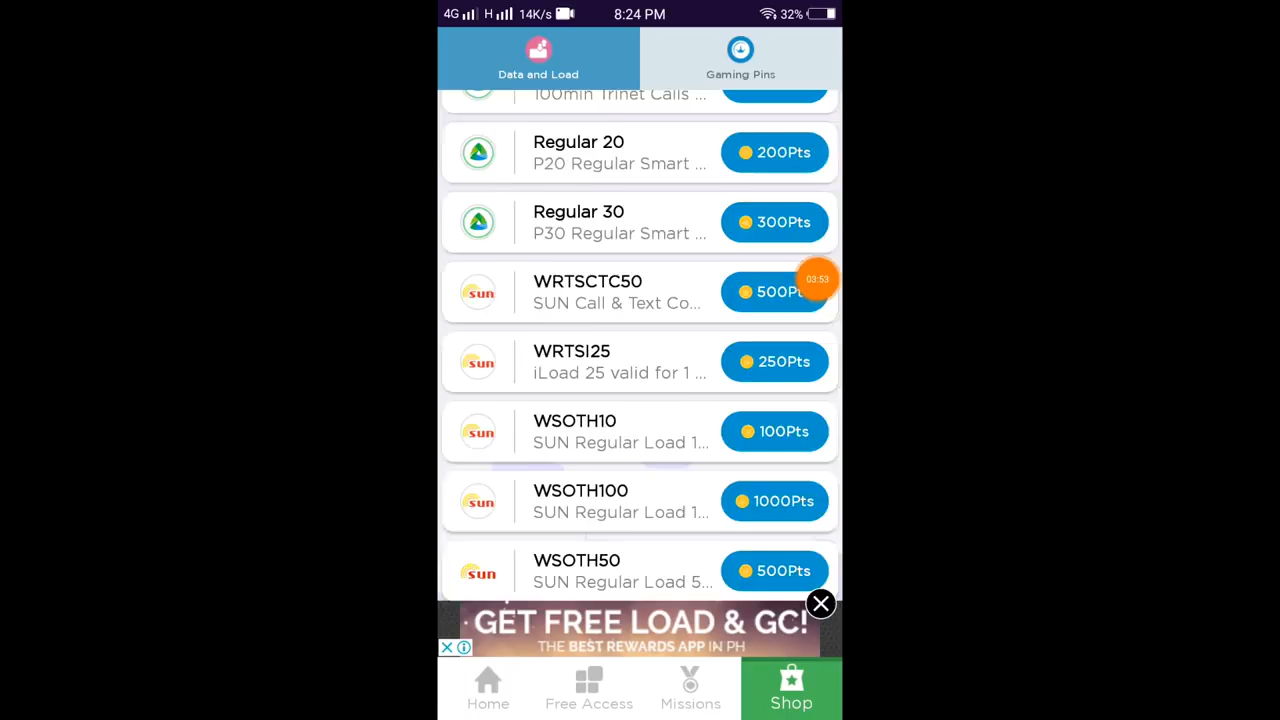 4G H 14K/s 8:24 PM 32%
Data and Load
Gaming Pins
100min Trinet Calls ...
Regular 20
P20 Regular Smart ...
200Pts
Regular 30
P30 Regular Smart ...
300Pts
sun
WRTSCTC50
SUN Call & Text Co...
500Pt
03:53
sun
WRTSI25
iLoad 25 valid for 1 ...
250Pts
sun
WSOTH10
SUN Regular Load 1...
100Pts
sun
WSOTH100
SUN Regular Load 1...
1000Pts
sun
WSOTH50
SUN Regular Load 5...
500Pts
GET FREE LOAD & GC!
THE BEST REWARDS APP IN PH
Home
Free Access
Missions
Shop